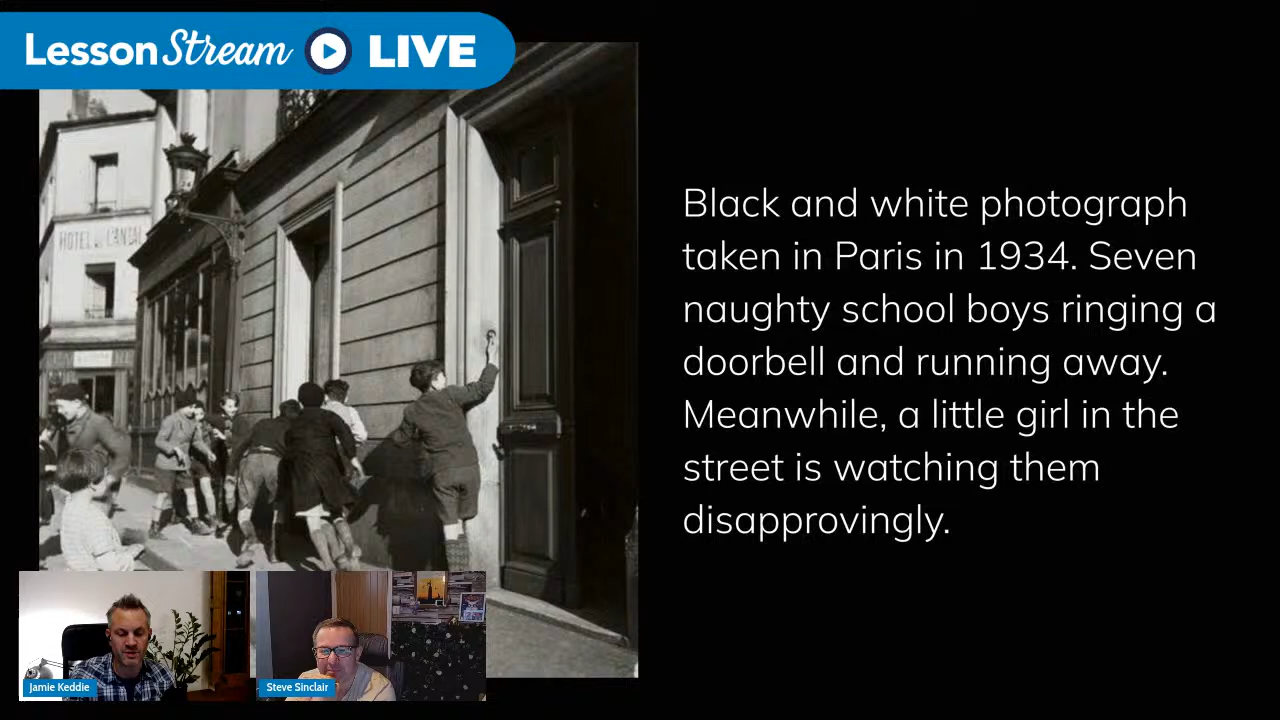 LessonStream LIVE
HOTEL
Black and white photograph
taken in Paris in 1934. Seven
naughty school boys ringing a
doorbell and running away.
Meanwhile, a little girl in the
street is watching them
disapprovingly.
Jamie Keddie
Steve Sinclair